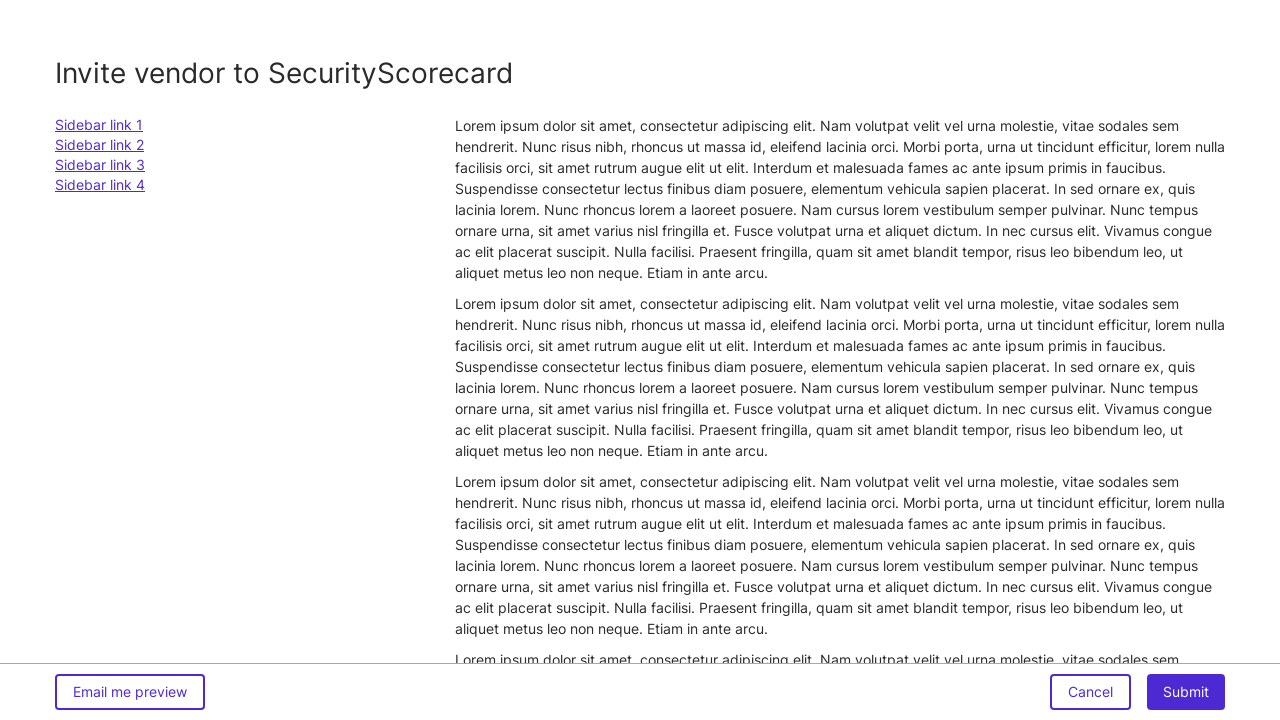 Invite vendor to SecurityScorecard
Sidebar link 1
Sidebar link 2
Sidebar link 3
Sidebar link 4
Lorem ipsum dolor sit amet, consectetur adipiscing elit. Nam volutpat velit vel urna molestie, vitae sodales sem
hendrerit. Nunc risus nibh, rhoncus ut massa id, eleifend lacinia orci. Morbi porta, urna ut tincidunt efficitur, lorem nulla
facilisis orci, sit amet rutrum augue elit ut elit. Interdum et malesuada fames ac ante ipsum primis in faucibus.
Suspendisse consectetur lectus finibus diam posuere, elementum vehicula sapien placerat. In sed ornare ex, quis
lacinia lorem. Nunc rhoncus lorem a laoreet posuere. Nam cursus lorem vestibulum semper pulvinar. Nunc tempus
ornare urna, sit amet varius nisl fringilla et. Fusce volutpat urna et aliquet dictum. In nec cursus elit. Vivamus congue
ac elit placerat suscipit. Nulla facilisi. Praesent fringilla, quam sit amet blandit tempor, risus leo bibendum leo, ut
aliquet metus leo non neque. Etiam in ante arcu.
Lorem ipsum dolor sit amet, consectetur adipiscing elit. Nam volutpat velit vel urna molestie, vitae sodales sem
hendrerit. Nunc risus nibh, rhoncus ut massa id, eleifend lacinia orci. Morbi porta, urna ut tincidunt efficitur, lorem nulla
facilisis orci, sit amet rutrum augue elit ut elit. Interdum et malesuada fames ac ante ipsum primis in faucibus.
Suspendisse consectetur lectus finibus diam posuere, elementum vehicula sapien placerat. In sed ornare ex, quis
lacinia lorem. Nunc rhoncus lorem a laoreet posuere. Nam cursus lorem vestibulum semper pulvinar. Nunc tempus
ornare urna, sit amet varius nisl fringilla et. Fusce volutpat urna et aliquet dictum. In nec cursus elit. Vivamus congue
ac elit placerat suscipit. Nulla facilisi. Praesent fringilla, quam sit amet blandit tempor, risus leo bibendum leo, ut
aliquet metus leo non neque. Etiam in ante arcu.
Lorem ipsum dolor sit amet, consectetur adipiscing elit. Nam volutpat velit vel urna molestie, vitae sodales sem
hendrerit. Nunc risus nibh, rhoncus ut massa id, eleifend lacinia orci. Morbi porta, urna ut tincidunt efficitur, lorem nulla
facilisis orci, sit amet rutrum augue elit ut elit. Interdum et malesuada fames ac ante ipsum primis in faucibus.
Suspendisse consectetur lectus finibus diam posuere, elementum vehicula sapien placerat. In sed ornare ex, quis
lacinia lorem. Nunc rhoncus lorem a laoreet posuere. Nam cursus lorem vestibulum semper pulvinar. Nunc tempus
ornare urna, sit amet varius nisl fringilla et. Fusce volutpat urna et aliquet dictum. In nec cursus elit. Vivamus congue
ac elit placerat suscipit. Nulla facilisi. Praesent fringilla, quam sit amet blandit tempor, risus leo bibendum leo, ut
aliquet metus leo non neque. Etiam in ante arcu.
Lorem ipsum dolor sit amet, consectetur adipiscing elit. Nam volutpat velit vel urna molestie, vitae sodales sem
Email me preview
Cancel
Submit